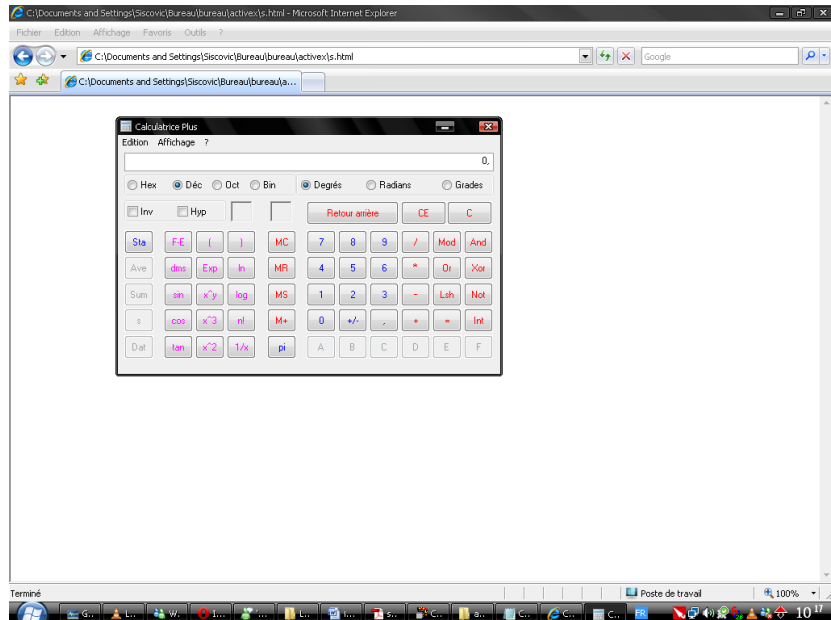 C:\Documents and Settings\Siscovic\Bureau\bureau\activex\s.html - Microsoft Internet Explorer
Fichier Edition Affichage Favoris Outils ?
C:\Documents and Settings\Siscovic\Bureau\bureau\activex\s.html Google
C:\Documents and Settings\Siscovic\Bureau\bureau\a...
Calculatrice Plus
Edition Affichage ?
0,
Hex Déc Oct Bin Degrés Radians Grades
Inv Hyp Retour arrière CE C
Sta F-E ( ) MC 7 8 9 / Mod And
Ave dms Exp ln MR 4 5 6 * Or Xor
Sum sin x^y log MS 1 2 3 - Lsh Not
s cos x^3 n! M+ 0 +/- , + = Int
Dat tan x^2 1/x pi A B C D E F
Terminé Poste de travail 100%
G.. L.. W.. 1... L.. s.. C.. a.. C.. C.. C.. FR 10 17